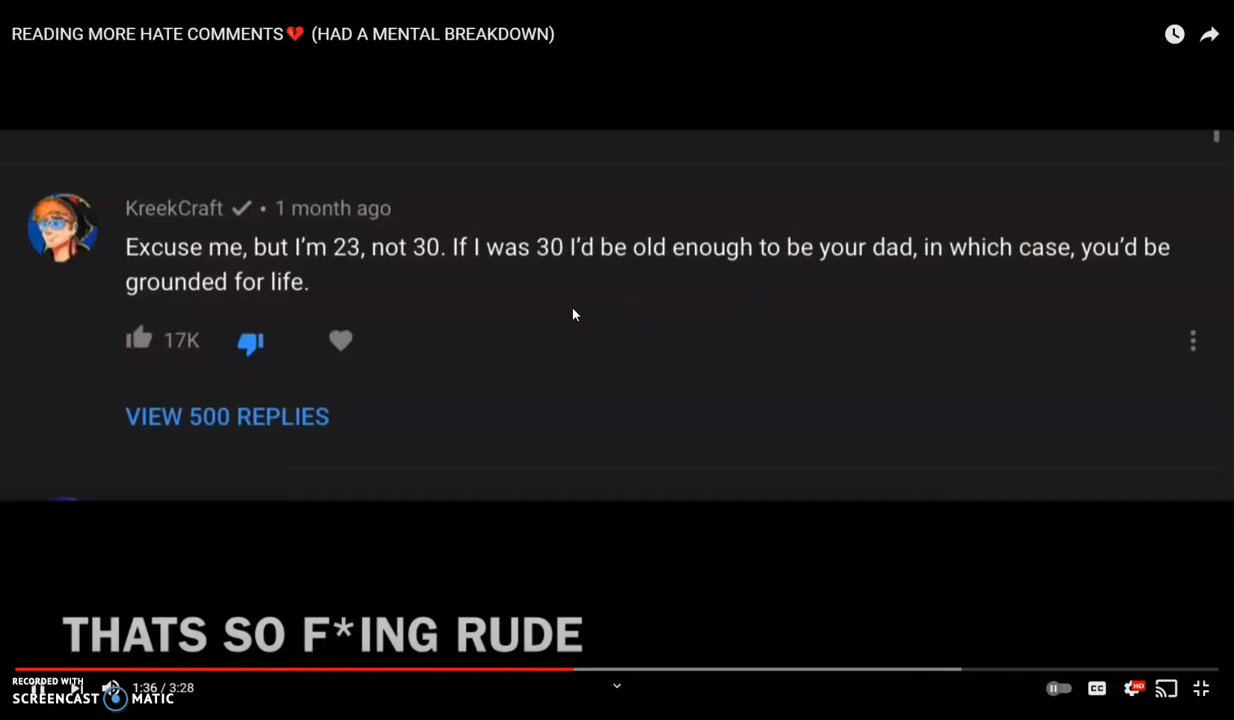 READING MORE HATE COMMENTS💔 (HAD A MENTAL BREAKDOWN)
KreekCraft ✓ • 1 month ago
Excuse me, but I'm 23, not 30. If I was 30 I'd be old enough to be your dad, in which case, you'd be
grounded for life.
17K
VIEW 500 REPLIES
THATS SO F*ING RUDE
RECORDED WITH
SCREENCAST MATIC
1:36 / 3:28
CC
HD